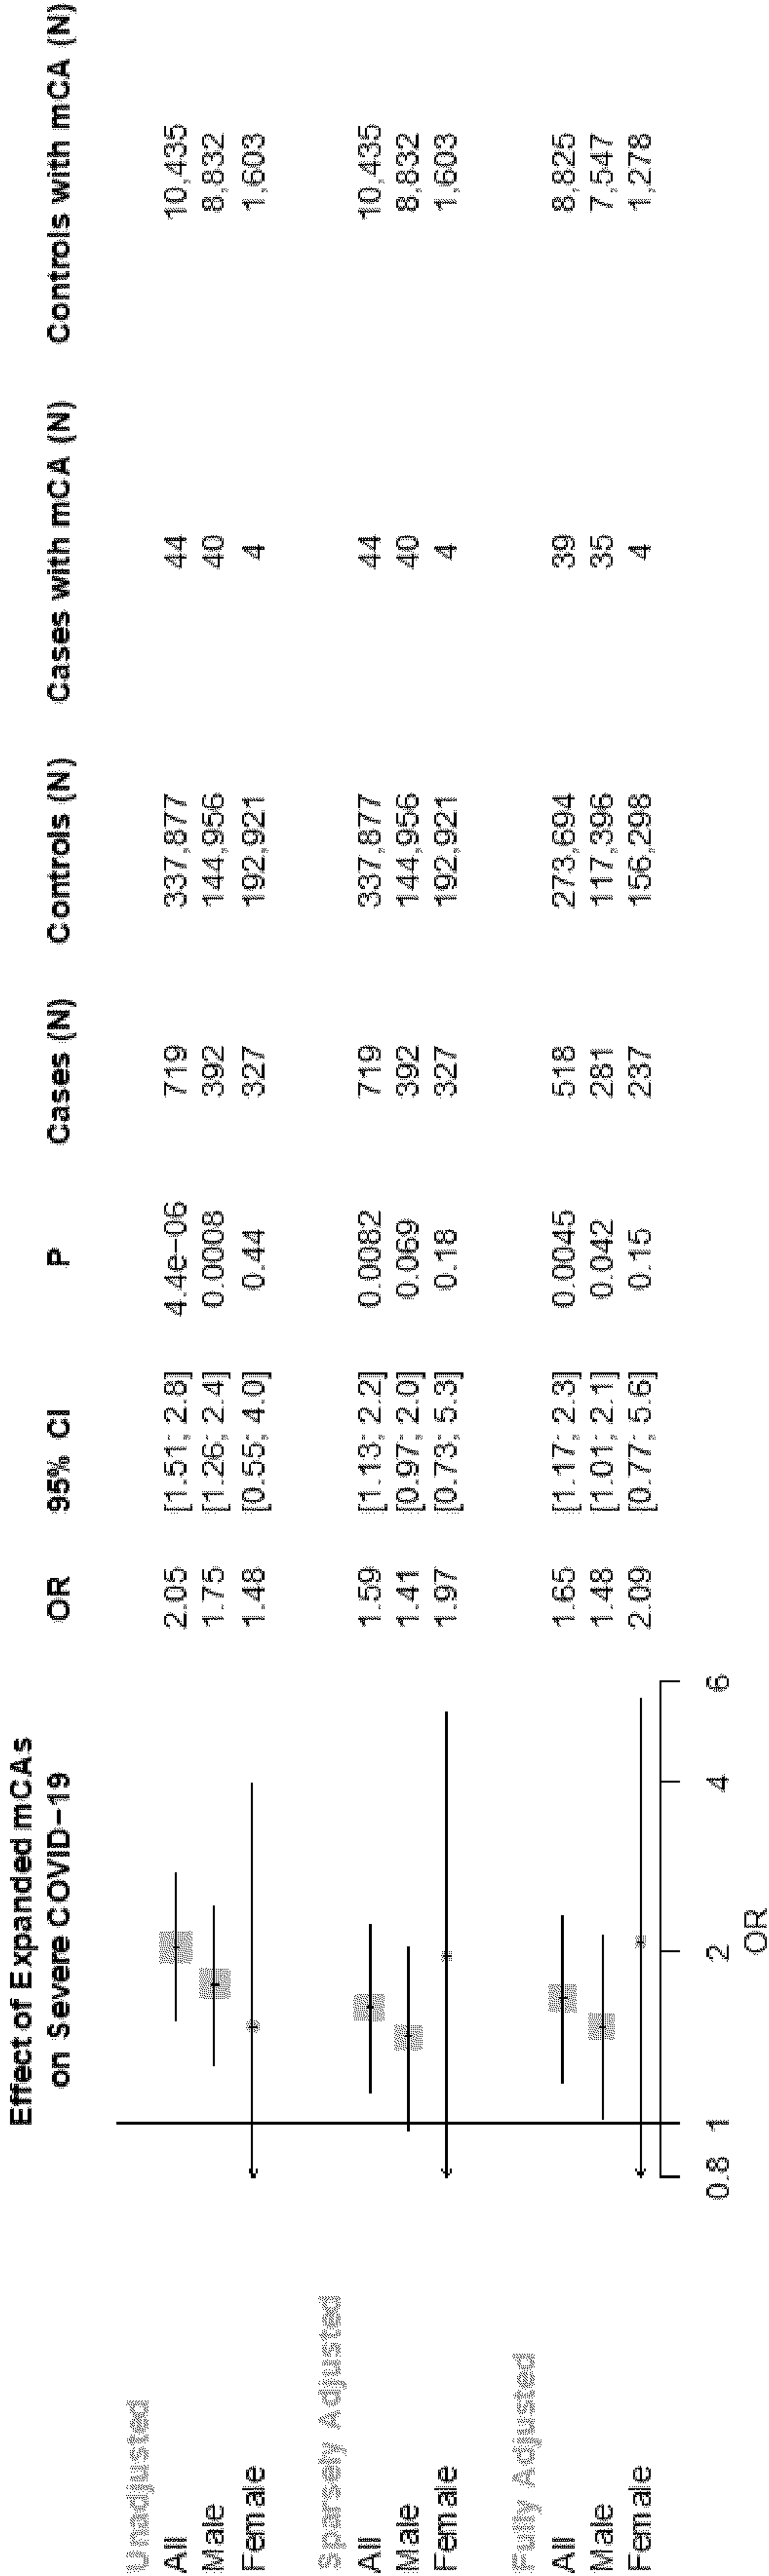 Effect of Expanded mCAs
on Severe COVID−19
OR 95% CI P Cases (N) Controls (N) Cases with mCA (N) Controls with mCA (N)
Unadjusted
All 2.05 [1.51; 2.8] 4.4e−06 719 337,877 44 10,435
Male 1.75 [1.26; 2.4] 0.0008 392 144,956 40 8,832
Female 1.48 [0.55; 4.0] 0.44 327 192,921 4 1,603
Sparsely Adjusted
All 1.59 [1.13; 2.2] 0.0082 719 337,877 44 10,435
Male 1.41 [0.97; 2.0] 0.069 392 144,956 40 8,832
Female 1.97 [0.73; 5.3] 0.18 327 192,921 4 1,603
Fully Adjusted
All 1.65 [1.17; 2.3] 0.0045 518 273,694 39 8,825
Male 1.48 [1.01; 2.1] 0.042 281 117,396 35 7,547
Female 2.09 [0.77; 5.6] 0.15 237 156,298 4 1,278
0.8 1 2 4 6
OR